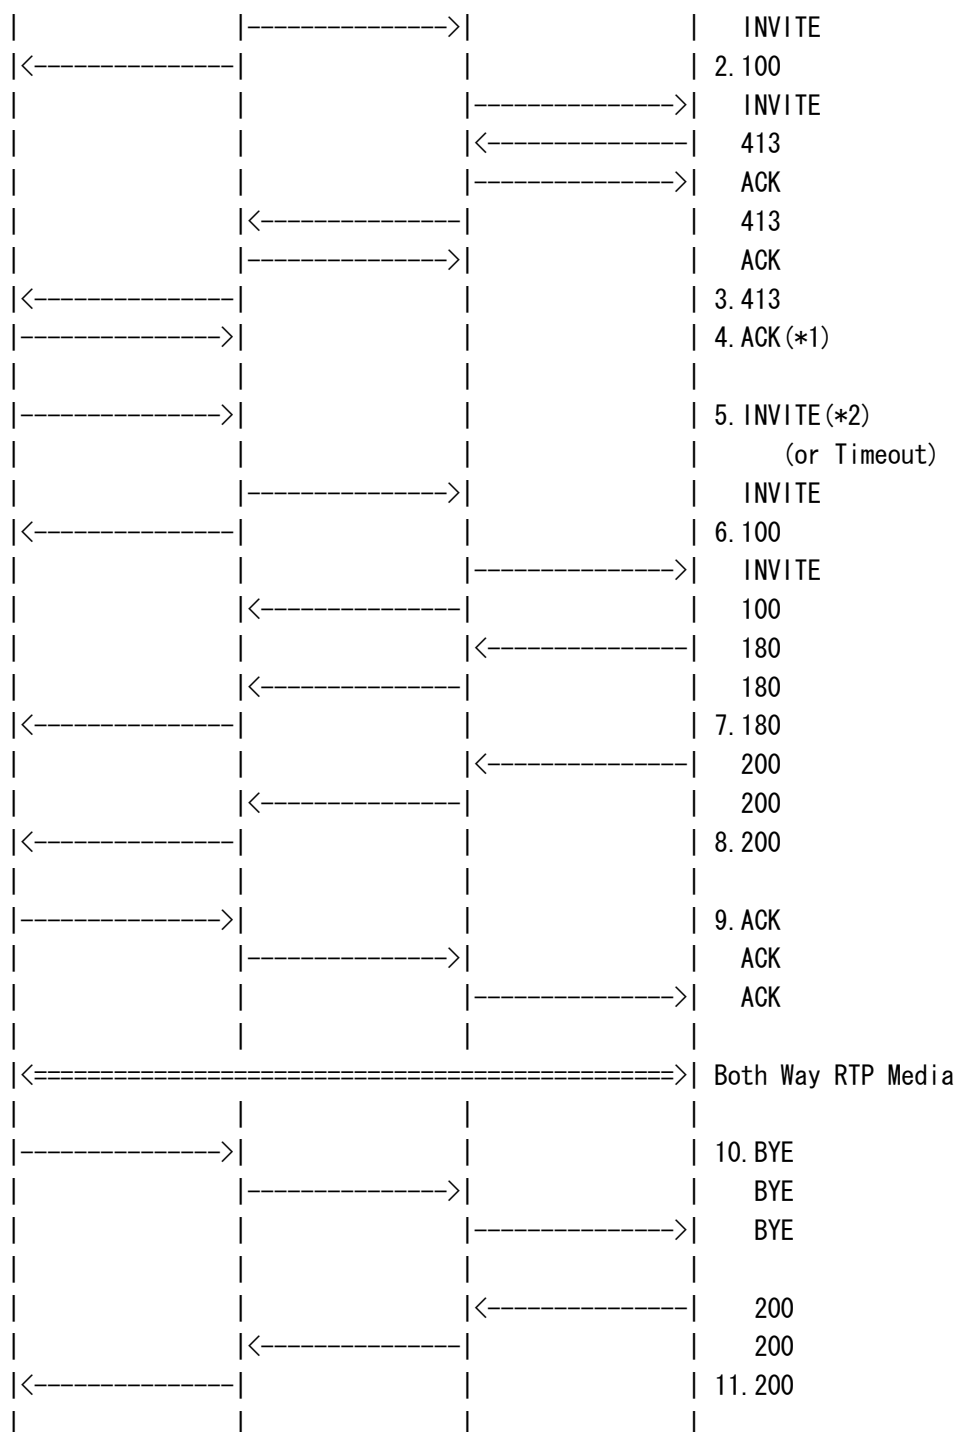 |                |--------------->|                |    INVITE
|<---------------|                |                | 2.100
|                |                |--------------->|    INVITE
|                |                |<---------------|    413
|                |                |--------------->|    ACK
|                |<---------------|                |    413
|                |--------------->|                |    ACK
|<---------------|                |                | 3.413
|--------------->|                |                | 4.ACK(*1)
|                |                |                |
|--------------->|                |                | 5.INVITE(*2)
|                |                |                |      (or Timeout)
|                |--------------->|                |    INVITE
|<---------------|                |                | 6.100
|                |                |--------------->|    INVITE
|                |<---------------|                |    100
|                |                |<---------------|    180
|                |<---------------|                |    180
|<---------------|                |                | 7.180
|                |                |<---------------|    200
|                |<---------------|                |    200
|<---------------|                |                | 8.200
|                |                |                |
|--------------->|                |                | 9.ACK
|                |--------------->|                |    ACK
|                |                |--------------->|    ACK
|                |                |                |
|<================================================>| Both Way RTP Media
|                |                |                |
|--------------->|                |                | 10.BYE
|                |--------------->|                |    BYE
|                |                |--------------->|    BYE
|                |                |                |
|                |                |<---------------|    200
|                |<---------------|                |    200
|<---------------|                |                | 11.200
|                |                |                |